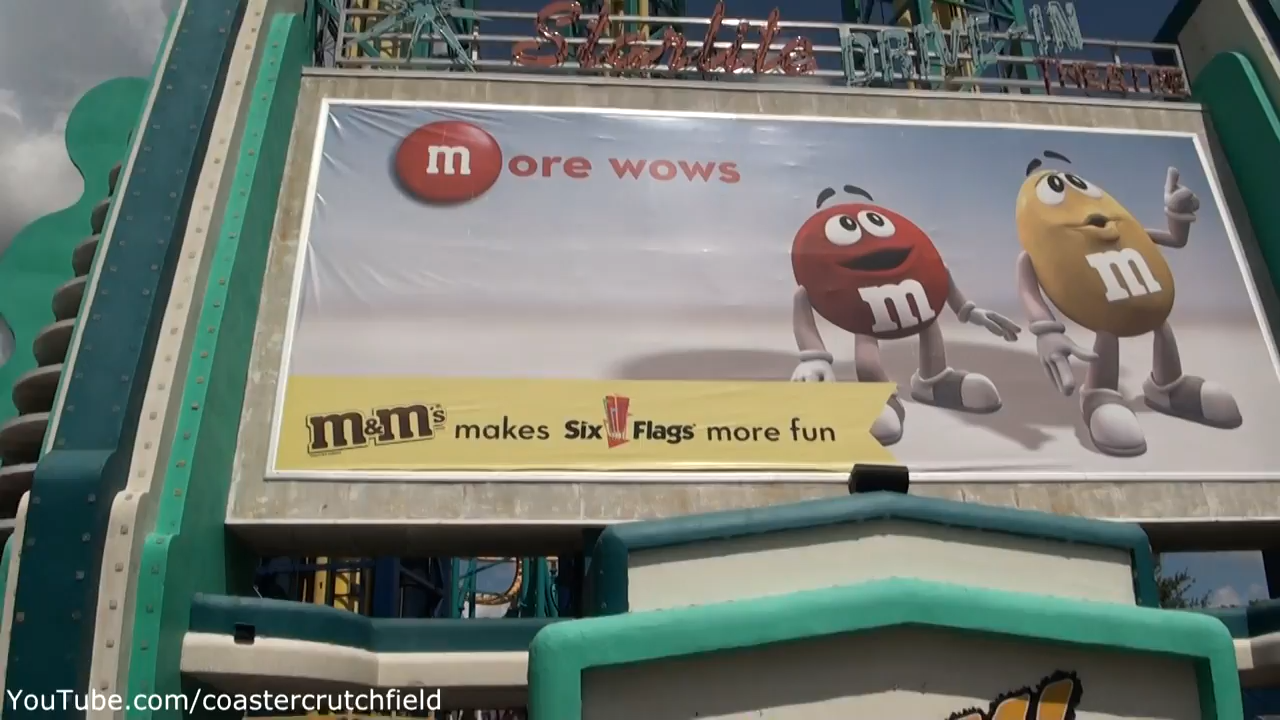 Starlite DRIVE-IN
THEATRE
more wows
m
m
m&m's makes Six Flags more fun
YouTube.com/coastercrutchfield